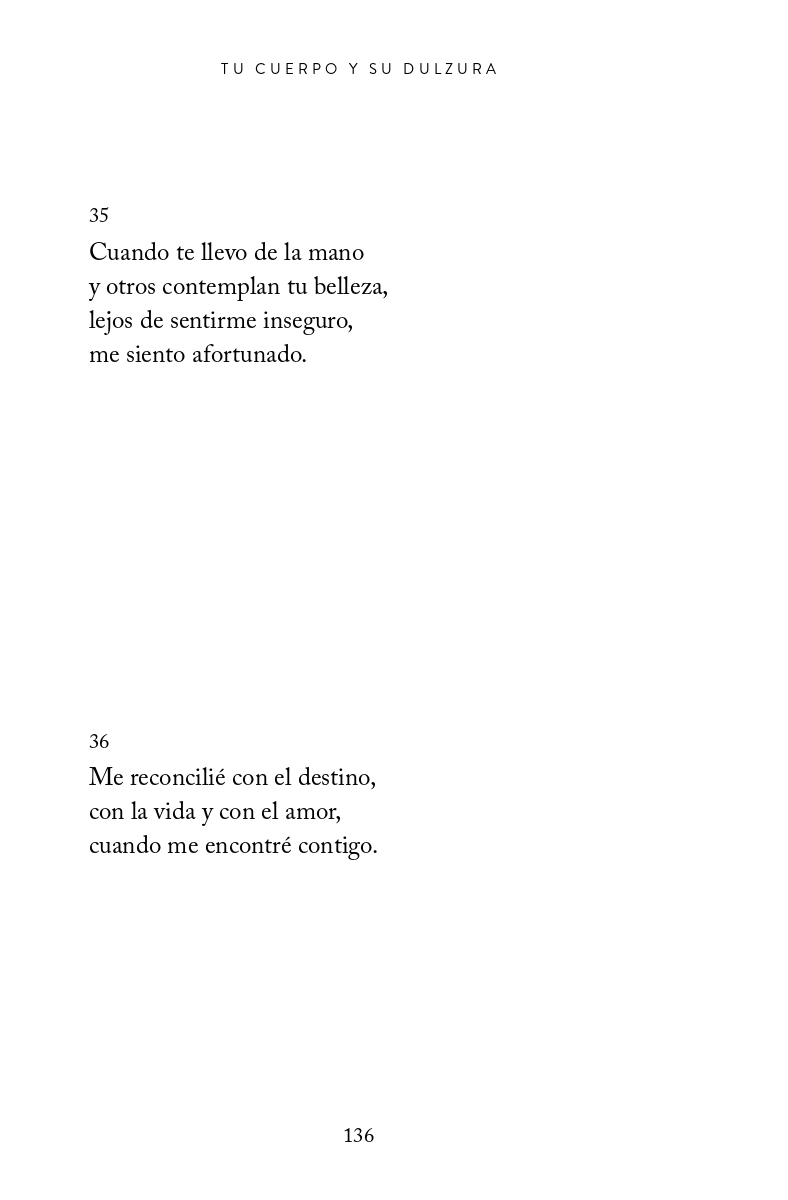 TU CUERPO Y SU DULZURA
35
Cuando te llevo de la mano
y otros contemplan tu belleza,
lejos de sentirme inseguro,
me siento afortunado.
36
Me reconcilié con el destino,
con la vida y con el amor,
cuando me encontré contigo.
136